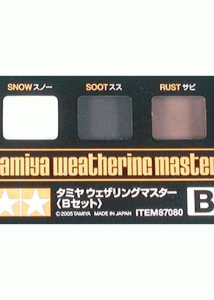 SNOWスノー SOOTスス RUSTサビ
amiya weathering master
タミヤ ウェザリングマスター
〈Bセット〉 B
©2005 TAMIYA MADE IN JAPAN ITEM87080